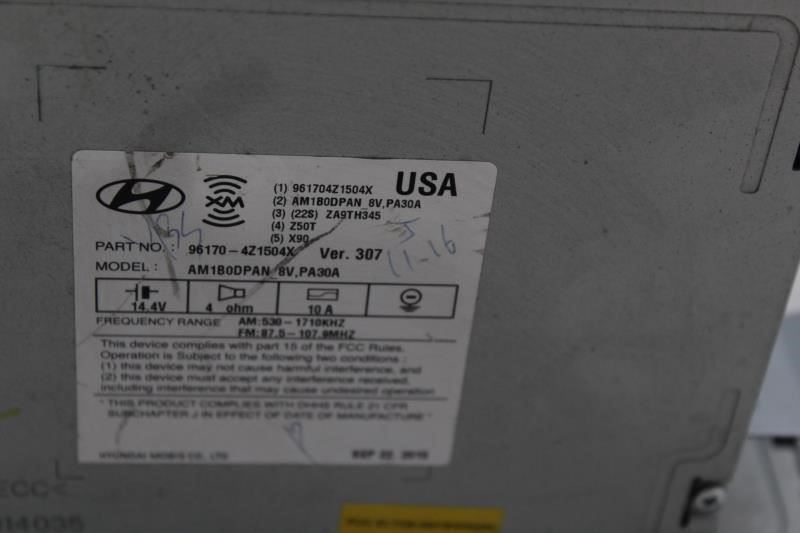 XM
(1) 961704Z1504X USA
(2) AM1B0DPAN_8V,PA30A
(3) (22S) ZA9TH345
(4) Z50T
(5) X90
PART NO. : 96170-4Z1504X Ver. 307
11-16
MODEL : AM1B0DPAN_8V,PA30A
14.4V 4 ohm 10 A
FREQUENCY RANGE AM:530-1710KHZ
FM:87.5-107.9MHZ
This device complies with part 15 of the FCC Rules.
Operation is Subject to the following two conditions :
(1) this device may not cause harmful interference, and
(2) this device must accept any interference received,
including interference that may cause undesired operation
" THIS PRODUCT COMPLIES WITH DHHS RULE 21 CFR
SUBCHAPTER J IN EFFECT OF DATE OF MANUFACTURE "
HYUNDAI MOBIS CO., LTD SEP 22. 2015
ECC<
014035